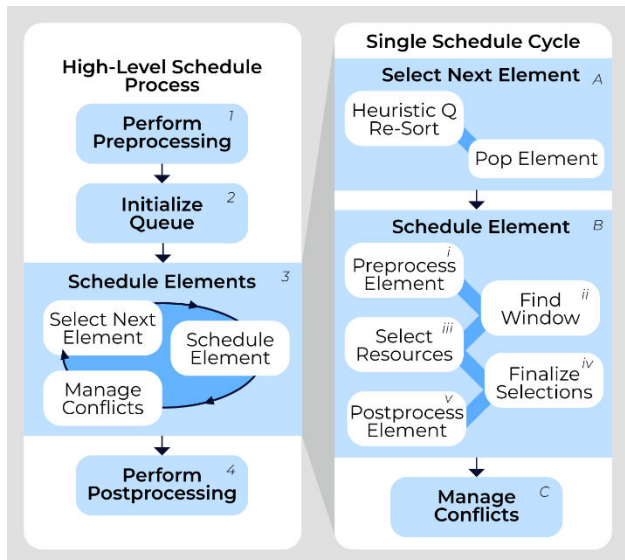 High-Level Schedule
Process
1
Perform
Preprocessing
2
Initialize
Queue
3
Schedule Elements
Select Next
Element
Schedule
Element
Manage
Conflicts
4
Perform
Postprocessing
Single Schedule Cycle
Select Next Element
A
Heuristic Q
Re-Sort
Pop Element
Schedule Element
B
i
Preprocess
Element
ii
Find
Window
iii
Select
Resources
iv
Finalize
Selections
v
Postprocess
Element
C
Manage
Conflicts